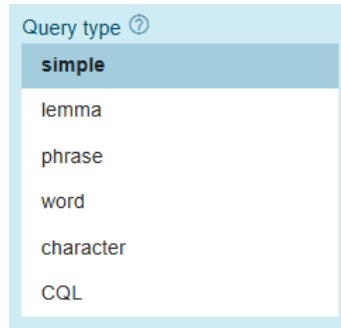 Query type ?
simple
lemma
phrase
word
character
CQL